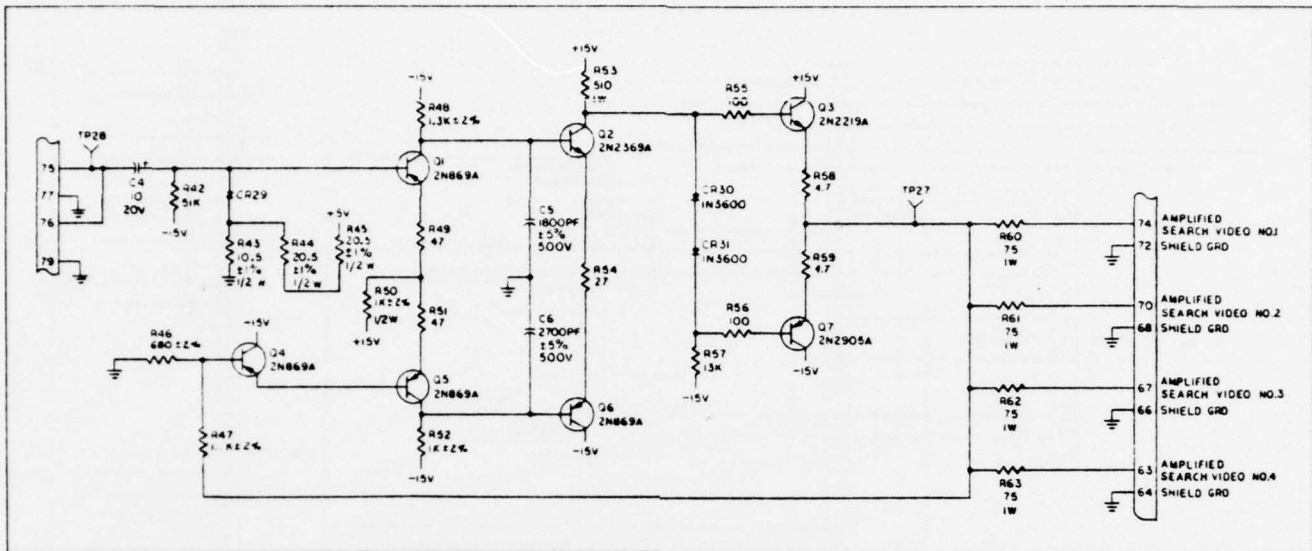 +15V
R53
510
1W
-15V
R48
1.3K±2%
R55
100
+15V
Q3
2N2219A
Q2
2N2369A
TP28
75
77
76
79
C4
10
20V
R42
51K
-15V
CR29
Q1
2N869A
R43
10.5
±1%
1/2 W
R44
20.5
±1%
1/2 W
+5V
R45
20.5
±1%
1/2 W
R49
47
R50
1K±2%
1/2W
+15V
R51
47
C5
1800PF
±5%
500V
C6
2700PF
±5%
500V
R54
27
CR30
1N3600
CR31
1N3600
R58
4.7
R59
4.7
TP27
R56
100
Q7
2N2905A
-15V
R57
13K
-15V
R46
680±2%
-15V
Q4
2N869A
Q5
2N869A
Q6
2N869A
-15V
R47
R52
1K±2%
-15V
R60
75
1W
R61
75
1W
R62
75
1W
R63
75
1W
74 AMPLIFIED
SEARCH VIDEO NO.1
72 SHIELD GRD
70 AMPLIFIED
SEARCH VIDEO NO.2
68 SHIELD GRD
67 AMPLIFIED
SEARCH VIDEO NO.3
66 SHIELD GRD
63 AMPLIFIED
SEARCH VIDEO NO.4
64 SHIELD GRD